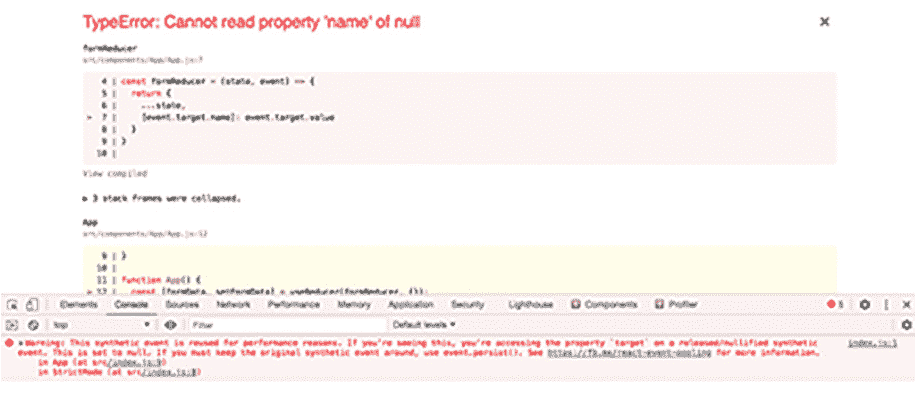 TypeError: Cannot read property 'name' of null
×
formReducer
src/components/App/App.js:7
4 | const formReducer = (state, event) => {
5 |   return {
6 |     ...state,
> 7 |     [event.target.name]: event.target.value
8 |   }
9 | }
10 |
View compiled
▶ 3 stack frames were collapsed.
App
src/components/App/App.js:12
9 | }
10 |
11 | function App() {
> 12 |   const [formData, setFormData] = useReducer(formReducer, {});
Elements Console Sources Network Performance Memory Application Security Lighthouse Components Profiler
top Filter Default levels ▼
Warning: This synthetic event is reused for performance reasons. If you're seeing this, you're accessing the property `target` on a released/nullified synthetic index.js:1
event. This is set to null. If you must keep the original synthetic event around, use event.persist(). See https://fb.me/react-event-pooling for more information.
in App (at src/index.js:9)
in StrictMode (at src/index.js:8)